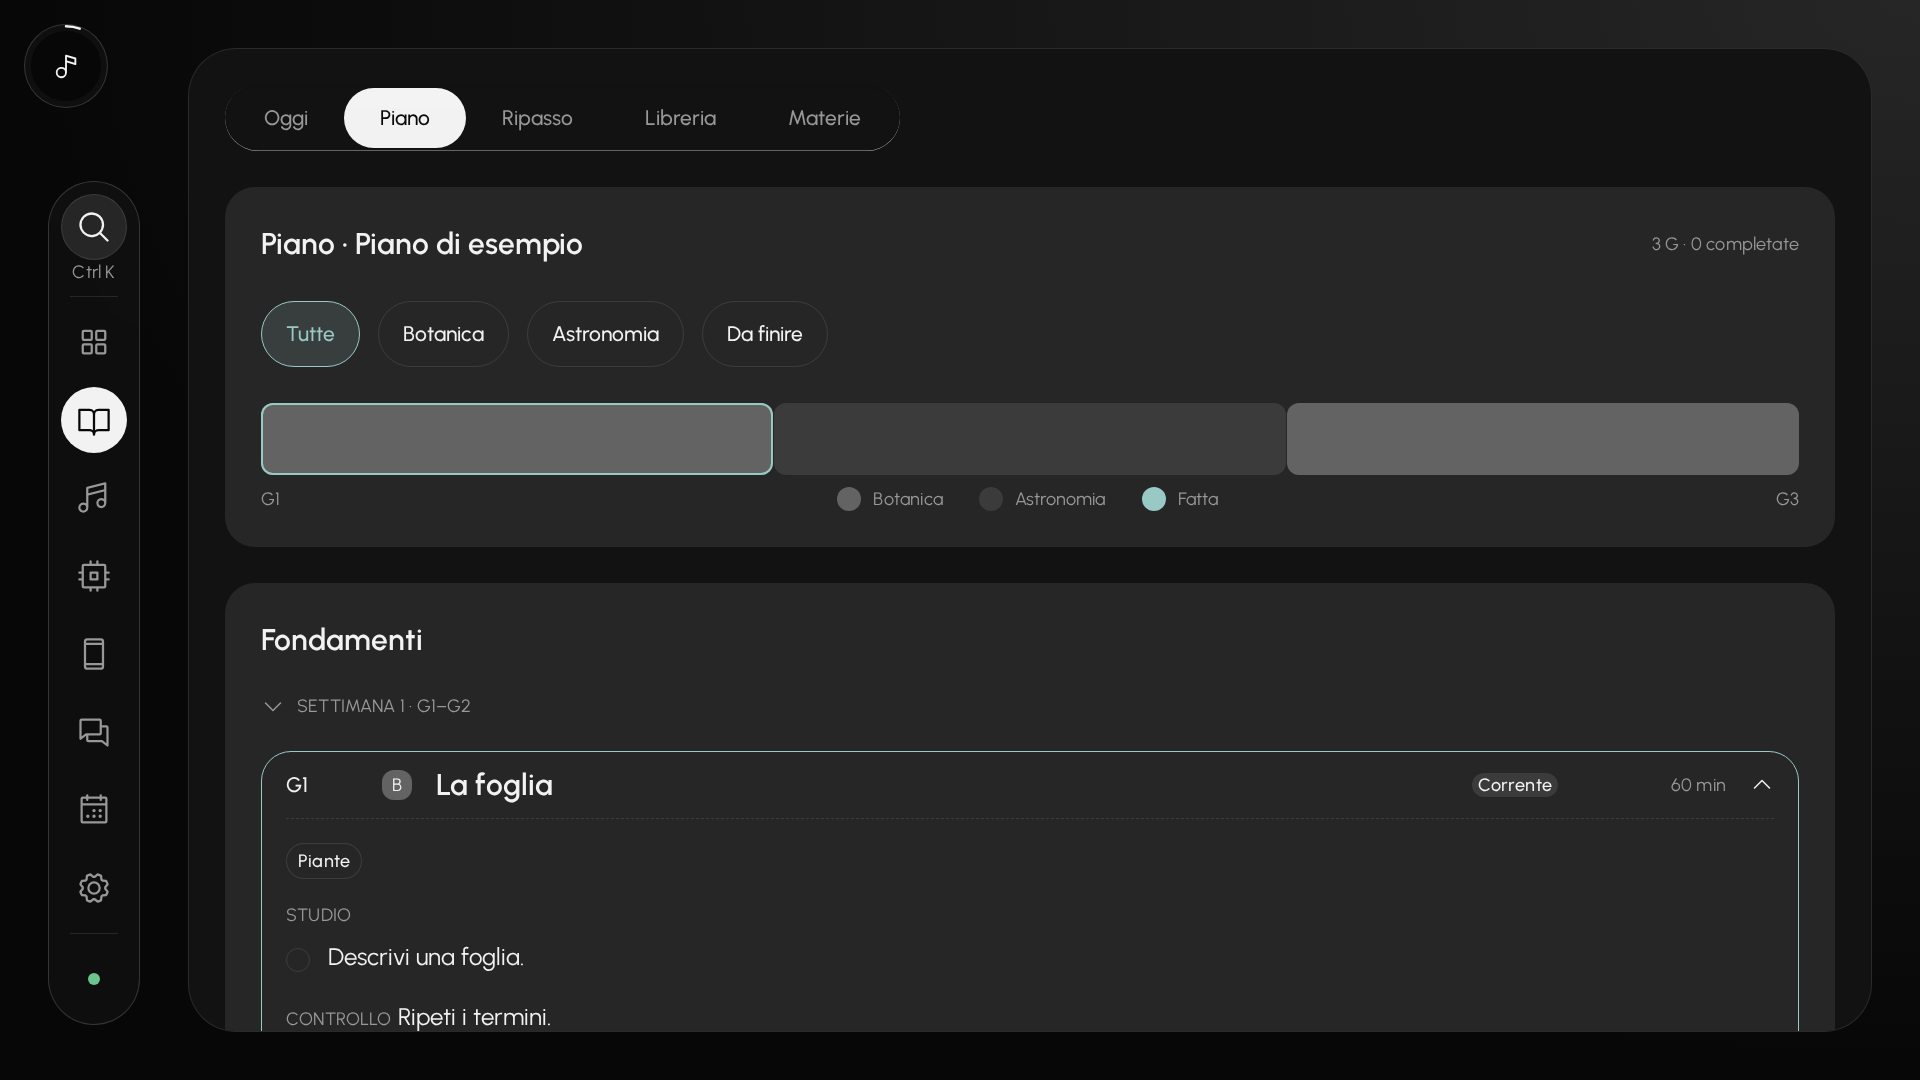 Oggi Piano Ripasso Libreria Materie
Ctrl K
Piano · Piano di esempio
3 G · 0 completate
Tutte Botanica Astronomia Da finire
G1 Botanica Astronomia Fatta G3
Fondamenti
SETTIMANA 1 · G1–G2
G1 B La foglia Corrente 60 min
Piante
STUDIO
Descrivi una foglia.
CONTROLLO Ripeti i termini.